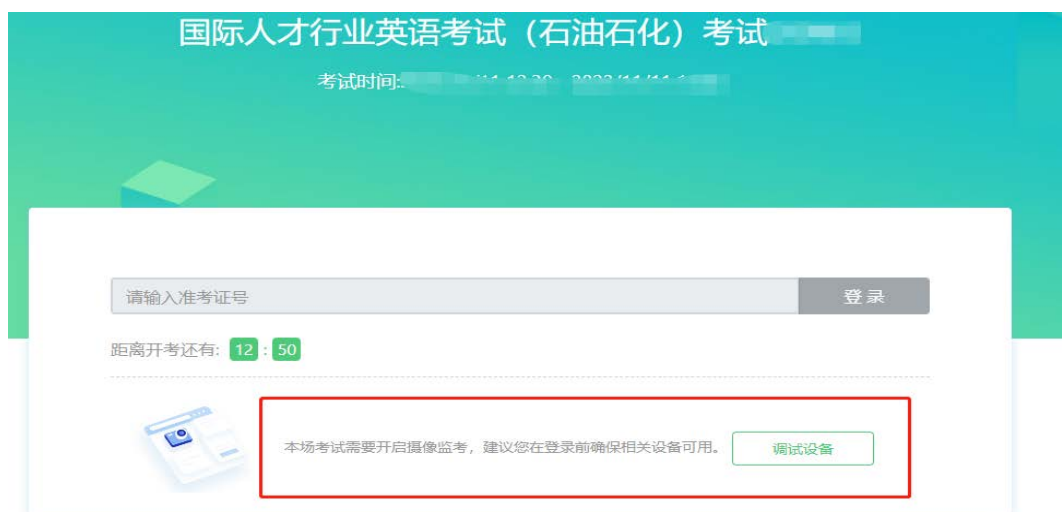 国际人才行业英语考试（石油石化）考试
考试时间:
请输入准考证号
登录
距离开考还有: 12 : 50
本场考试需要开启摄像监考，建议您在登录前确保相关设备可用。
调试设备